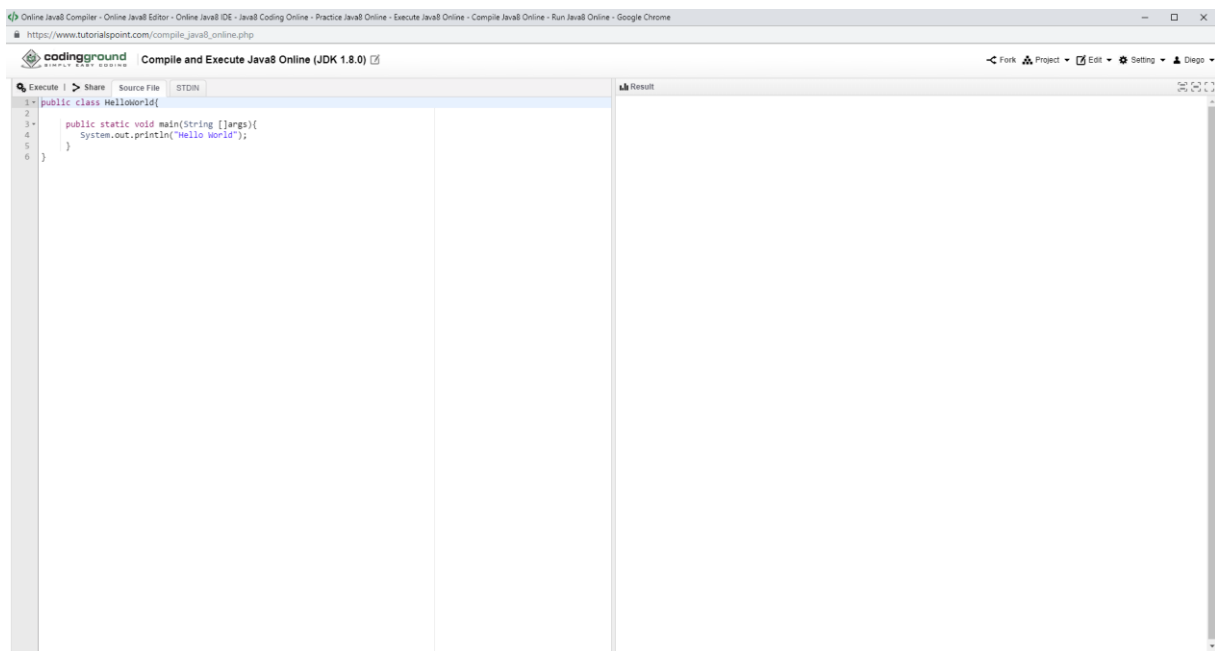 Online Java8 Compiler - Online Java8 Editor - Online Java8 IDE - Java8 Coding Online - Practice Java8 Online - Execute Java8 Online - Compile Java8 Online - Run Java8 Online - Google Chrome
https://www.tutorialspoint.com/compile_java8_online.php
codingground Compile and Execute Java8 Online (JDK 1.8.0) Fork Project Edit Setting Diego
SIMPLY EASY CODING
Execute | Share Source File STDIN Result
1 public class HelloWorld{
2
3 public static void main(String []args){
4 System.out.println("Hello World");
5 }
6 }